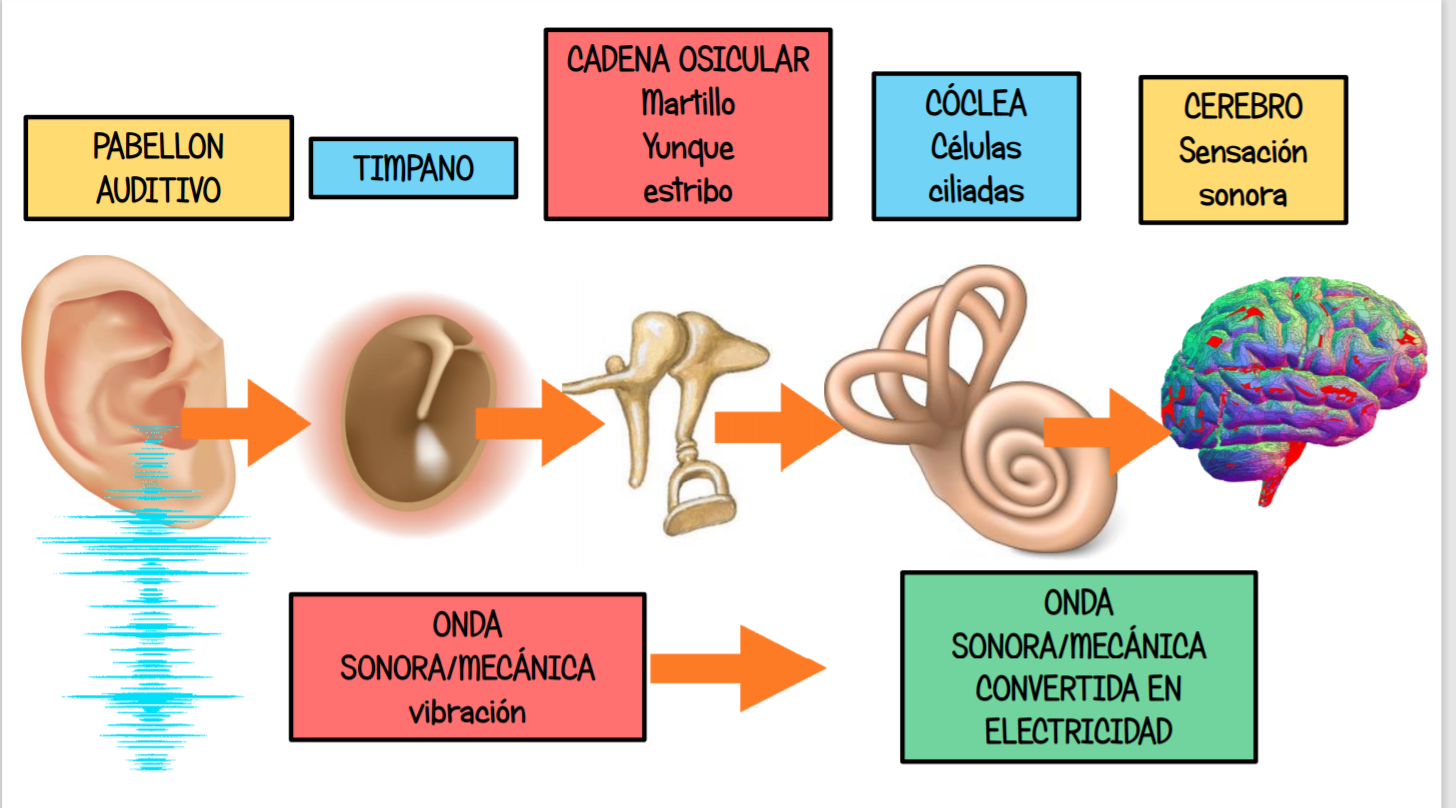 PABELLON
AUDITIVO
TIMPANO
CADENA OSICULAR
Martillo
Yunque
estribo
CÓCLEA
Células
ciliadas
CEREBRO
Sensación
sonora
ONDA
SONORA/MECÁNICA
vibración
ONDA
SONORA/MECÁNICA
CONVERTIDA EN
ELECTRICIDAD